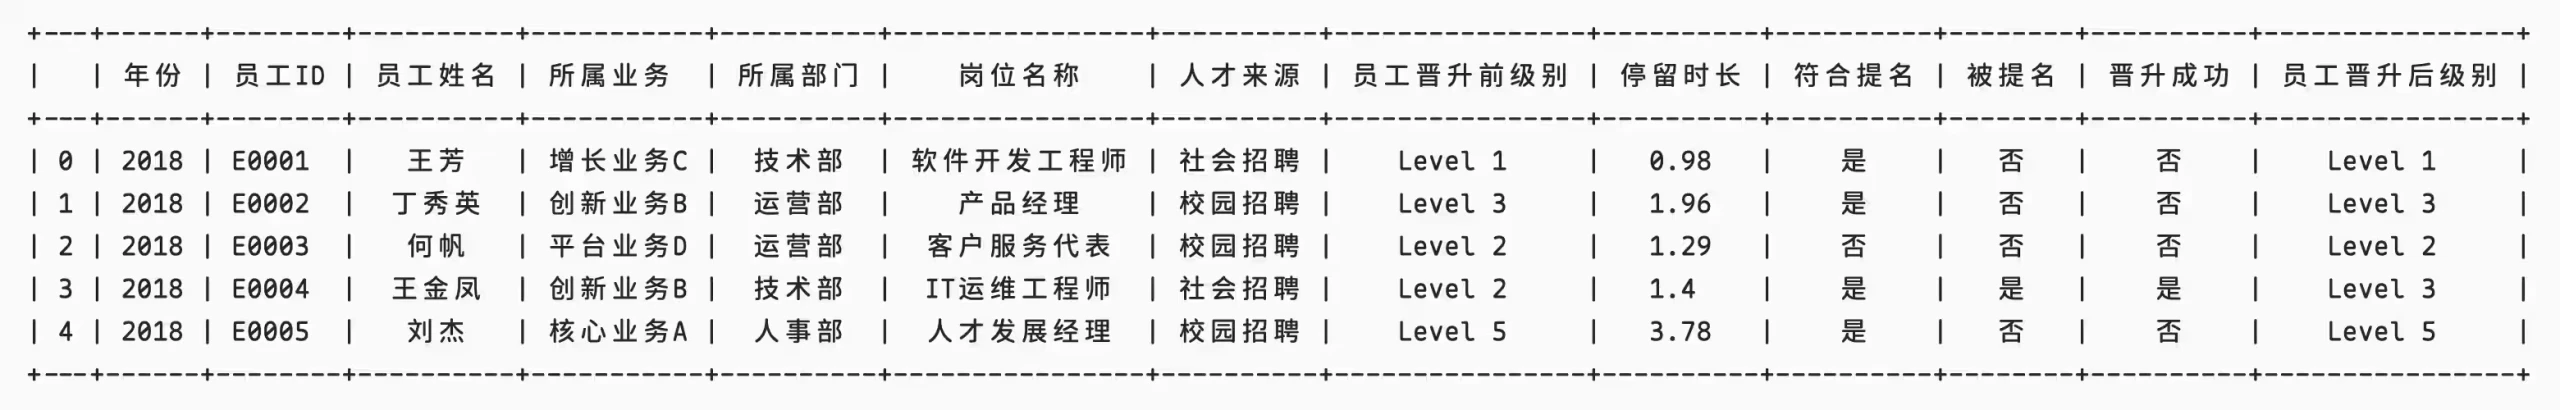 | | 年份 | 员工ID | 员工姓名 | 所属业务 | 所属部门 | 岗位名称 | 人才来源 | 员工晋升前级别 | 停留时长 | 符合提名 | 被提名 | 晋升成功 | 员工晋升后级别 |
| 0 | 2018 | E0001 | 王芳 | 增长业务C | 技术部 | 软件开发工程师 | 社会招聘 | Level 1 | 0.98 | 是 | 否 | 否 | Level 1 |
| 1 | 2018 | E0002 | 丁秀英 | 创新业务B | 运营部 | 产品经理 | 校园招聘 | Level 3 | 1.96 | 是 | 否 | 否 | Level 3 |
| 2 | 2018 | E0003 | 何帆 | 平台业务D | 运营部 | 客户服务代表 | 校园招聘 | Level 2 | 1.29 | 否 | 否 | 否 | Level 2 |
| 3 | 2018 | E0004 | 王金凤 | 创新业务B | 技术部 | IT运维工程师 | 社会招聘 | Level 2 | 1.4 | 是 | 是 | 是 | Level 3 |
| 4 | 2018 | E0005 | 刘杰 | 核心业务A | 人事部 | 人才发展经理 | 校园招聘 | Level 5 | 3.78 | 是 | 否 | 否 | Level 5 |